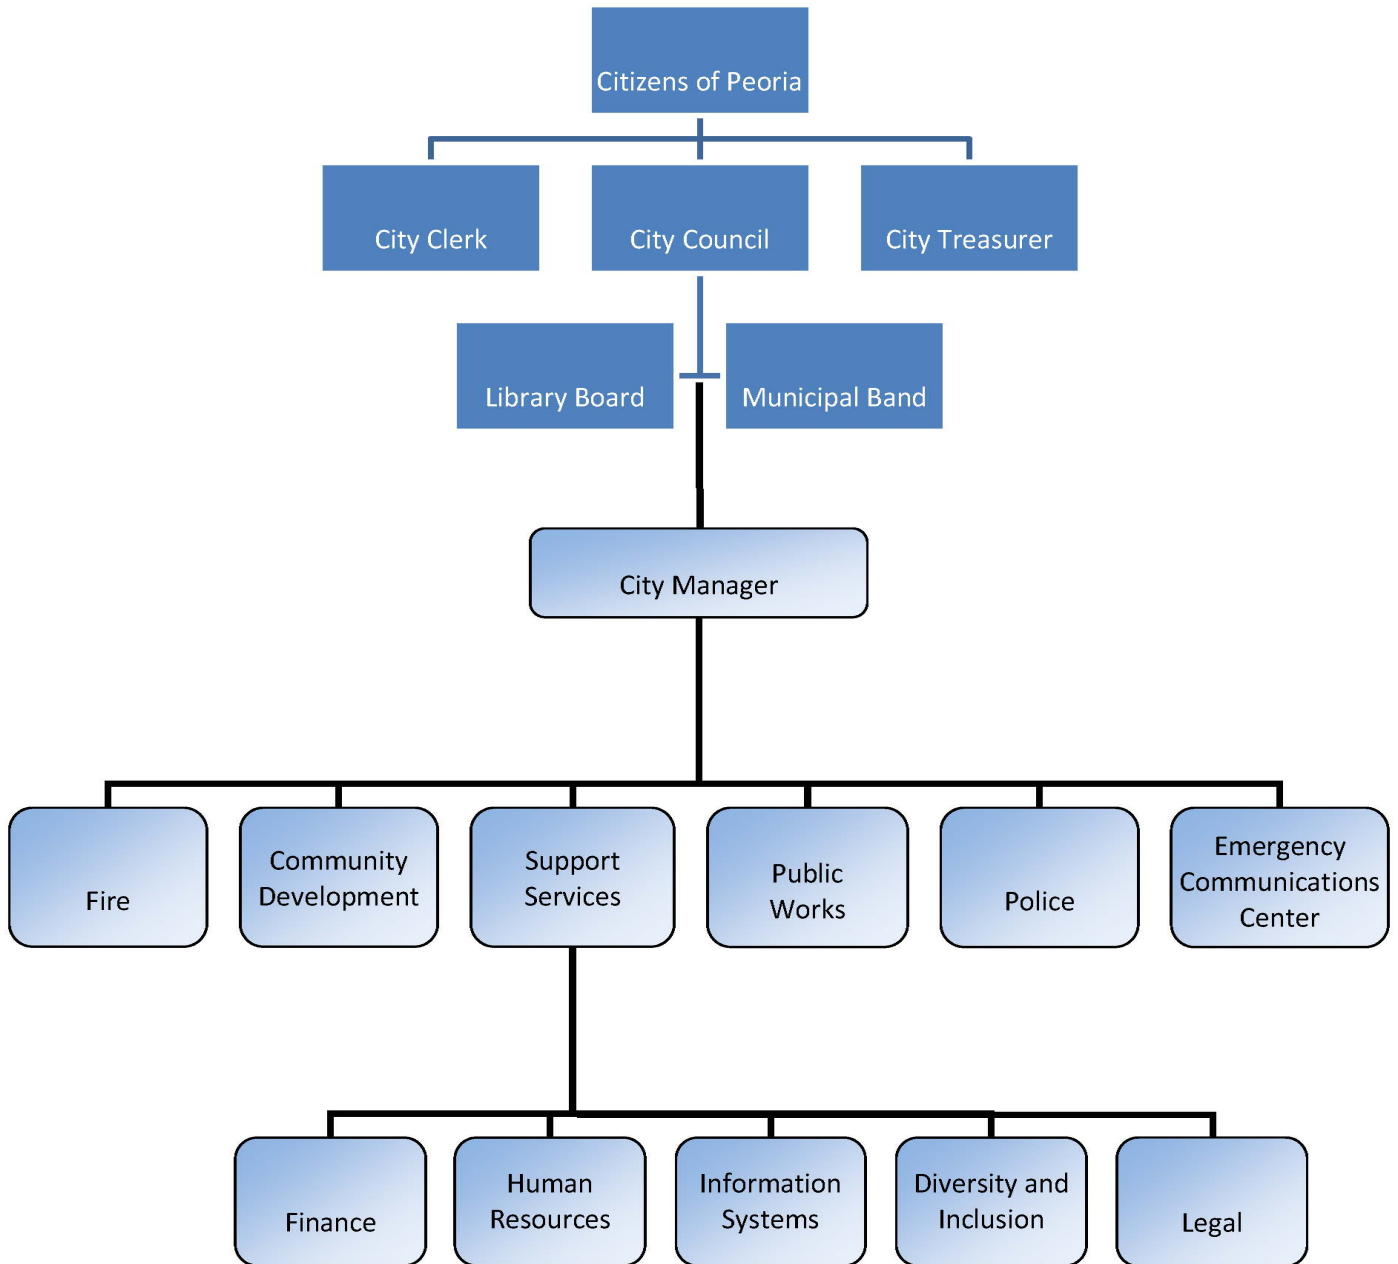 Citizens of Peoria
City Clerk
City Council
City Treasurer
Library Board
Municipal Band
City Manager
Fire
Community
Development
Support
Services
Public
Works
Police
Emergency
Communications
Center
Finance
Human
Resources
Information
Systems
Diversity and
Inclusion
Legal